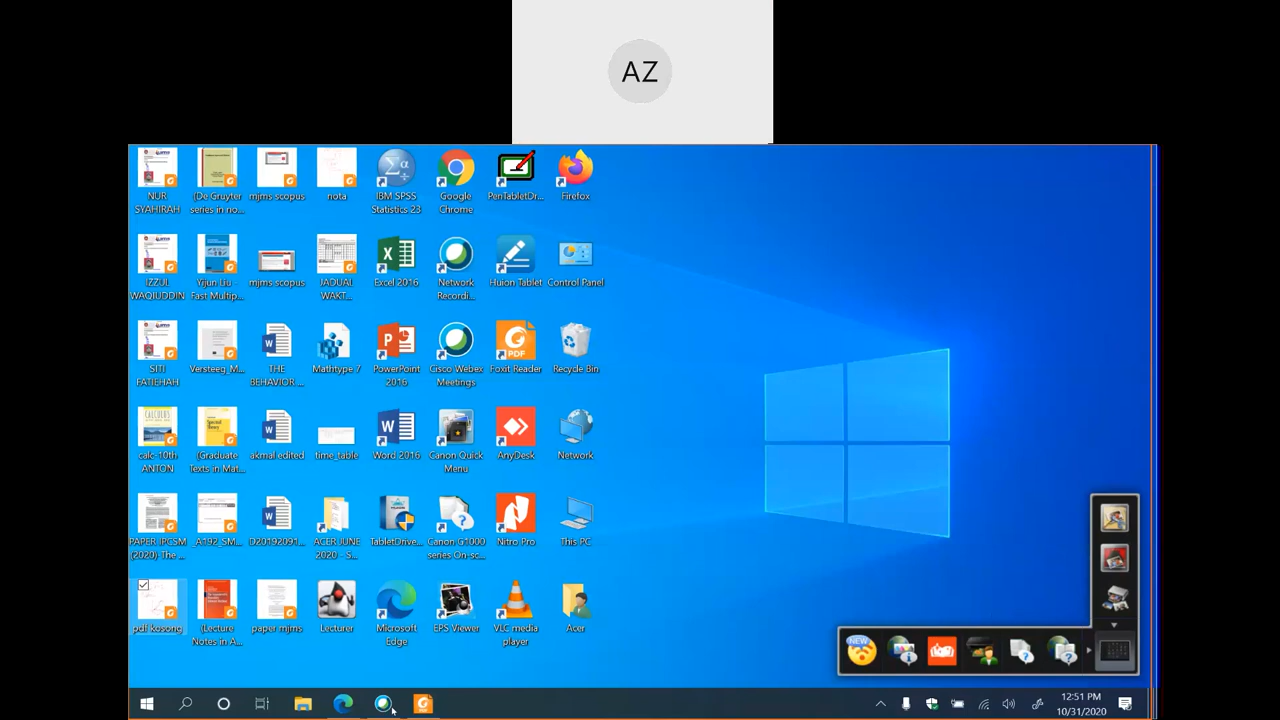 AZ
NUR
SYAHIRAH
(De Gruyter
series in no...
mjms scopus
nota
IBM SPSS
Statistics 23
Google
Chrome
PenTabletDr...
Firefox
IZZUL
WAQIUDDIN
Yijun Liu -
Fast Multip...
mjms scopus
JADUAL
WAKT...
Excel 2016
Network
Recordi...
Huion Tablet
Control Panel
SITI
FATIEHAH
Versteeg_M...
THE
BEHAVIOR ...
Mathtype 7
PowerPoint
2016
Cisco Webex
Meetings
Foxit Reader
Recycle Bin
calc-10th
ANTON
(Graduate
Texts in Mat...
akmal edited
time_table
Word 2016
Canon Quick
Menu
AnyDesk
Network
PAPER IPCSM
(2020)-The ...
_A192_SM...
D20192091...
ACER JUNE
2020 - S...
TabletDrive...
Canon G1000
series On-sc...
Nitro Pro
This PC
pdf kosong
(Lecture
Notes in A...
paper mjms
Lecturer
Microsoft
Edge
EPS Viewer
VLC media
player
Acer
NEW
12:51 PM
10/31/2020